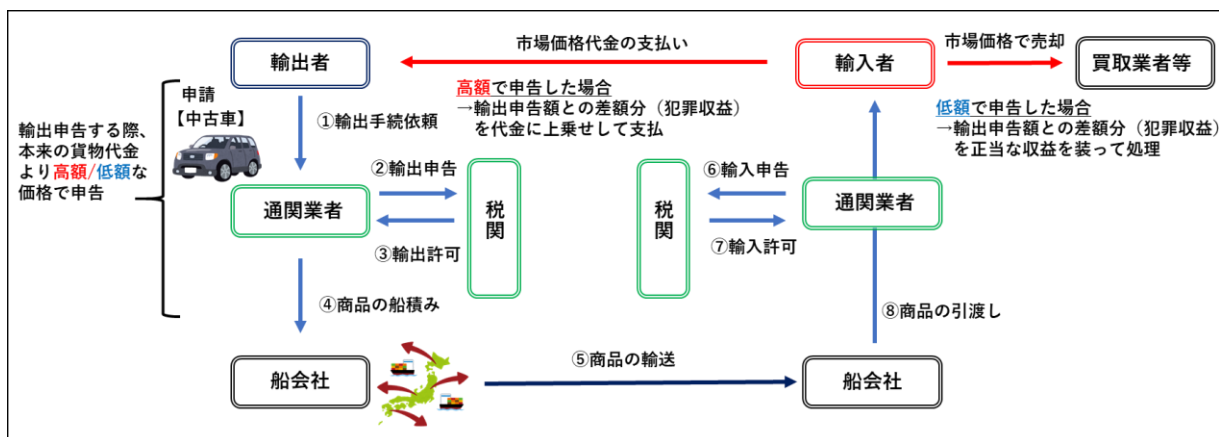 市場価格代金の支払い
市場価格で売却
輸出者
輸入者
買取業者等
申請
【中古車】
高額で申告した場合
→輸出申告額との差額分（犯罪収益）
を代金に上乗せして支払
低額で申告した場合
→輸出申告額との差額分（犯罪収益）
を正当な収益を装って処理
①輸出手続依頼
輸出申告する際、
本来の貨物代金
より高額/低額な
価格で申告
②輸出申告
⑥輸入申告
通関業者
税関
税関
通関業者
③輸出許可
⑦輸入許可
④商品の船積み
⑧商品の引渡し
⑤商品の輸送
船会社
船会社